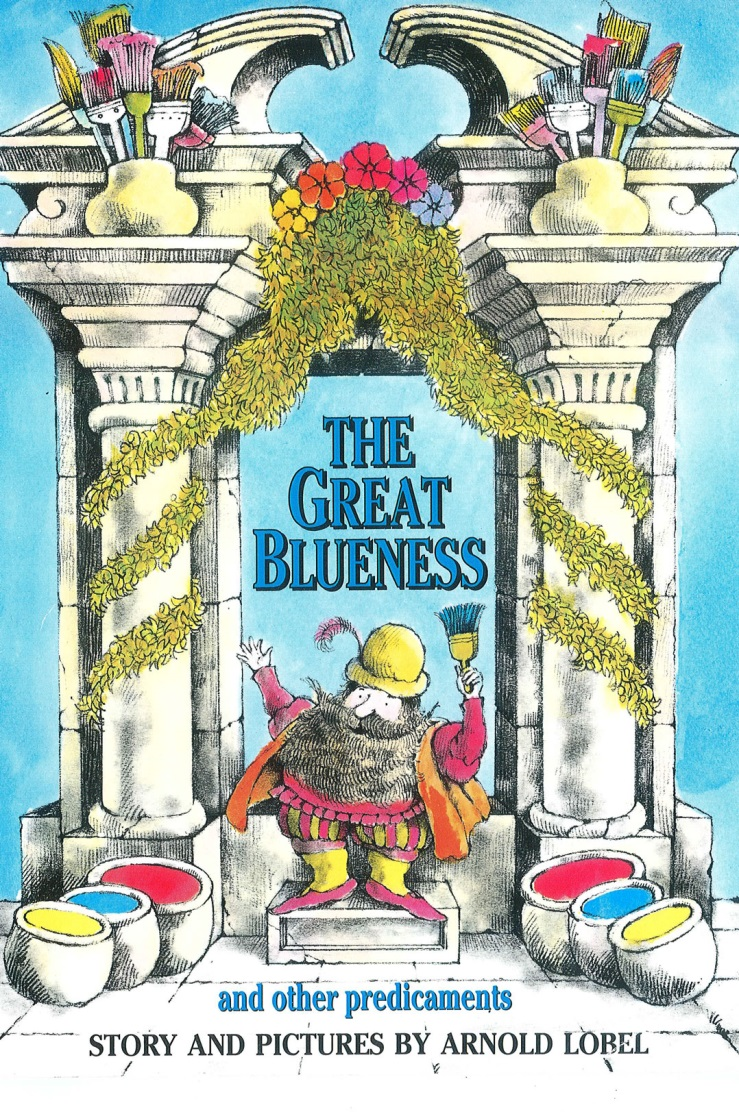 THE
GREAT
BLUENESS
and other predicaments
STORY AND PICTURES BY ARNOLD LOBEL